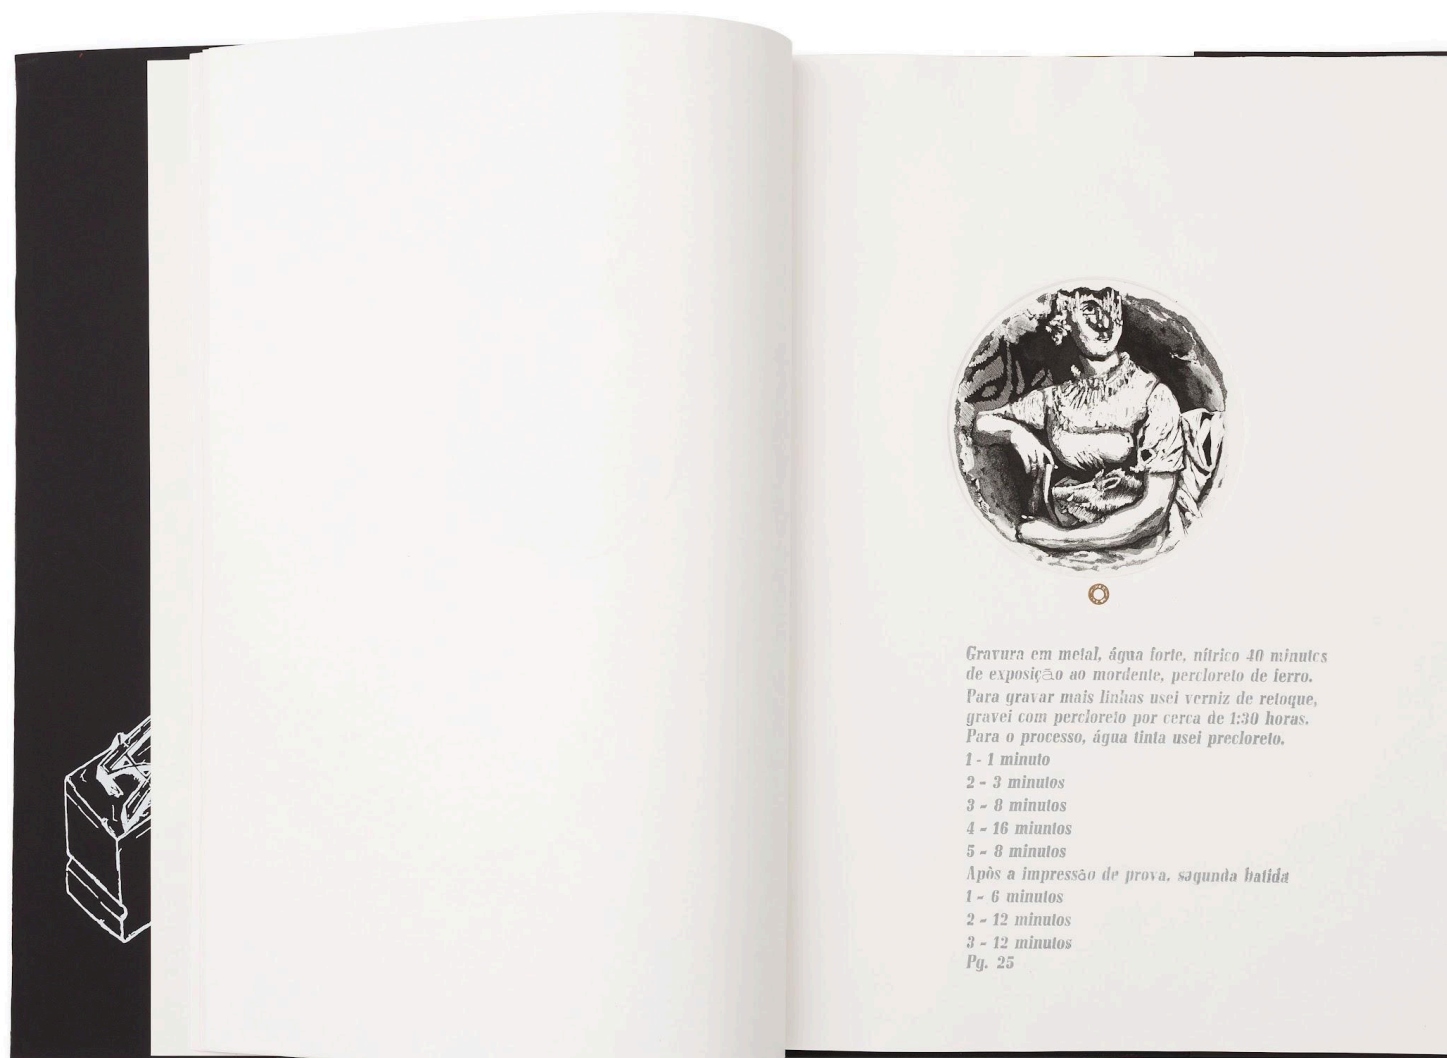 Gravura em metal, água forte, nítrico 40 minutos
de exposição ao mordente, percloreto de ferro.
Para gravar mais linhas usei verniz de retoque,
gravei com percloreto por cerca de 1:30 horas.
Para o processo, água tinta usei precloreto.
1 - 1 minuto
2 - 3 minutos
3 - 8 minutos
4 - 16 miuntos
5 - 8 minutos
Apòs a impressão de prova, sagunda batida
1 - 6 minutos
2 - 12 minutos
3 - 12 minutos
Pg. 25